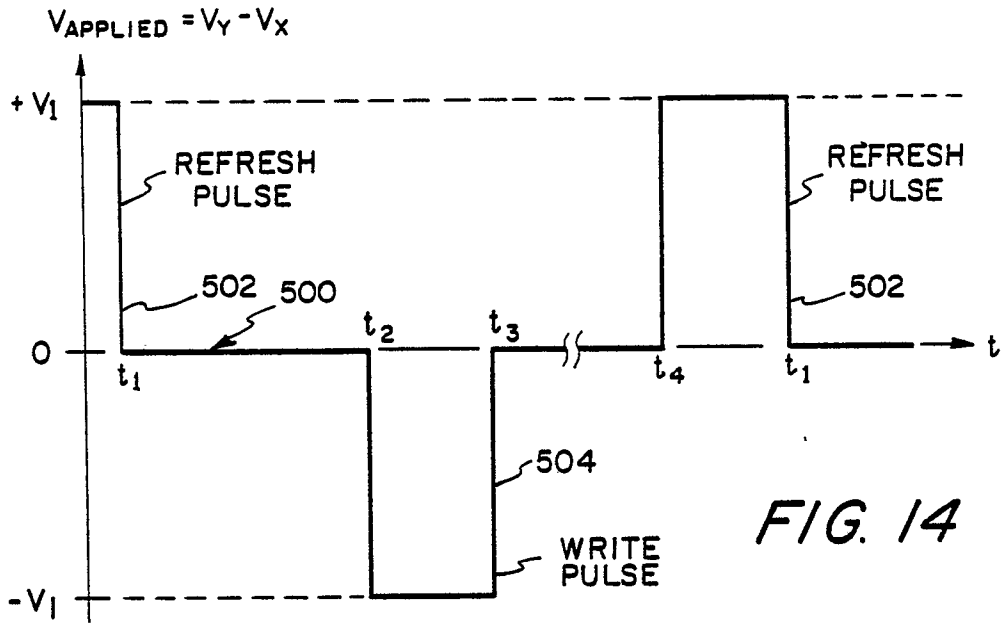 VAPPLIED = VY - VX
+ V1
REFRESH
PULSE
REFRESH
PULSE
502
500
502
t2
t3
0
t1
t4
t1
t
504
FIG. 14
WRITE
PULSE
-V1